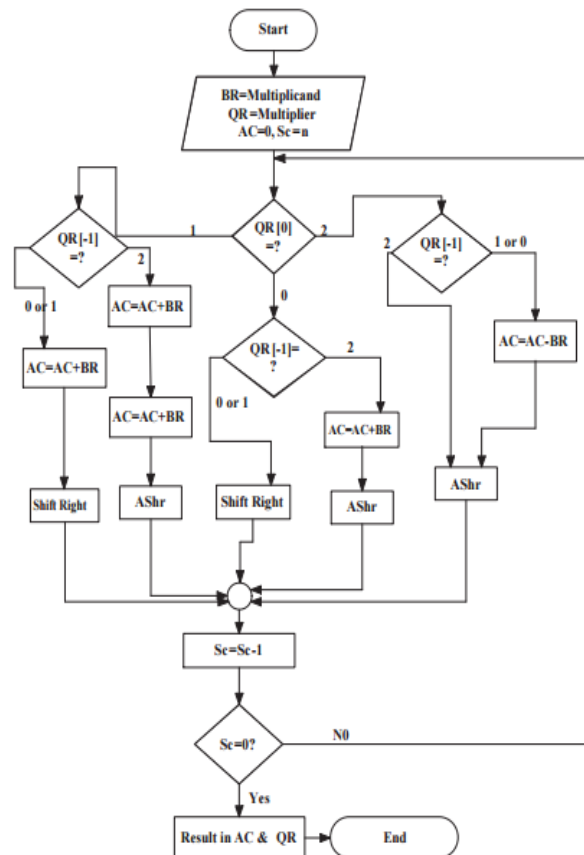 Start
BR=Multiplicand
QR=Multiplier
AC=0, Sc=n
QR[0]
=?
1
2
0
QR[-1]
=?
2
0 or 1
QR[-1]
=?
2
1 or 0
AC=AC+BR
AC=AC+BR
AC=AC-BR
QR[-1]=
?
2
0 or 1
AC=AC+BR
AC=AC+BR
Shift Right
AShr
Shift Right
AShr
AShr
Sc=Sc-1
Sc=0?
N0
Yes
Result in AC & QR
End